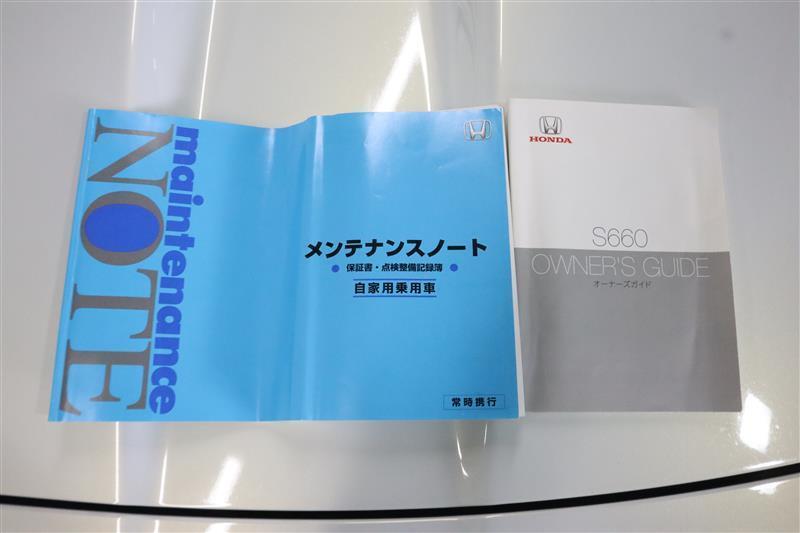 maintenance
NOTE
メンテナンスノート
● 保証書・点検整備記録簿 ●
自家用乗用車
常時携行
HONDA
S660
OWNER'S GUIDE
オーナーズガイド